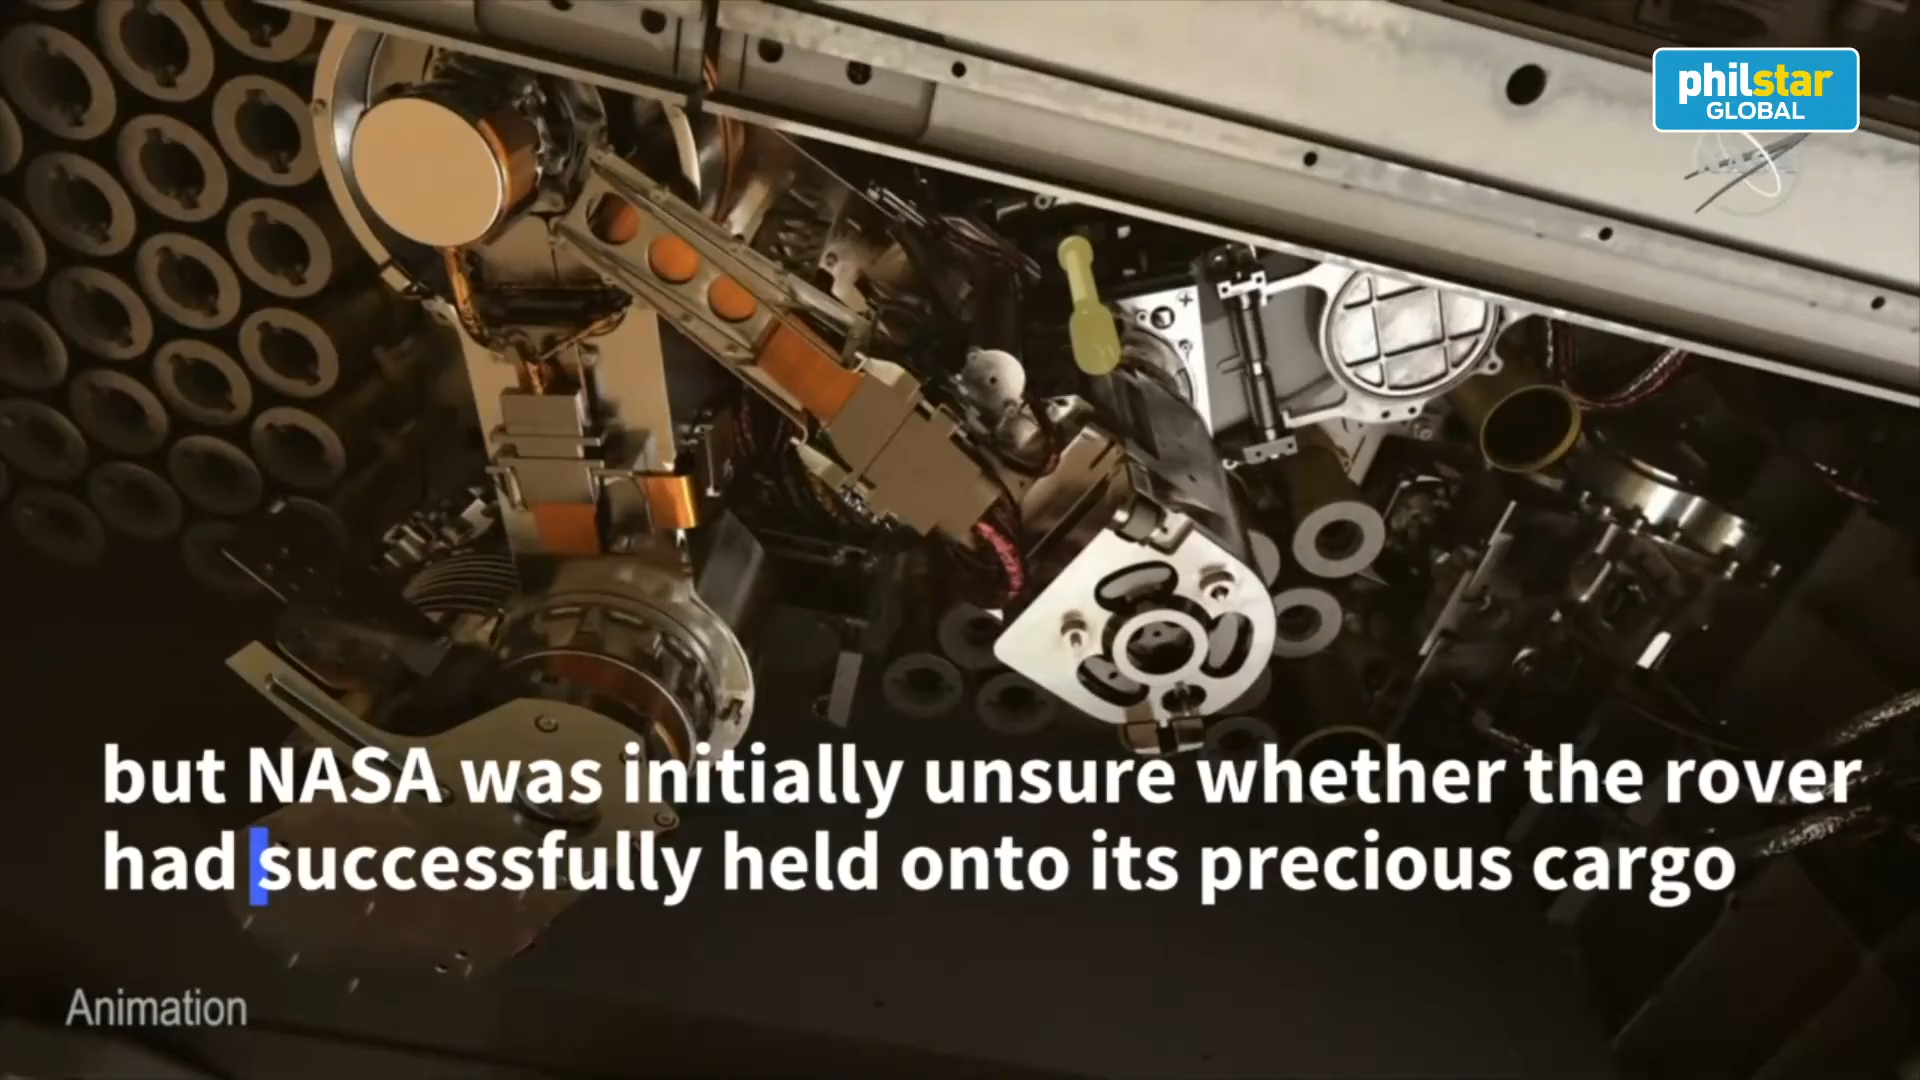 philstar
GLOBAL
but NASA was initially unsure whether the rover
had successfully held onto its precious cargo
Animation